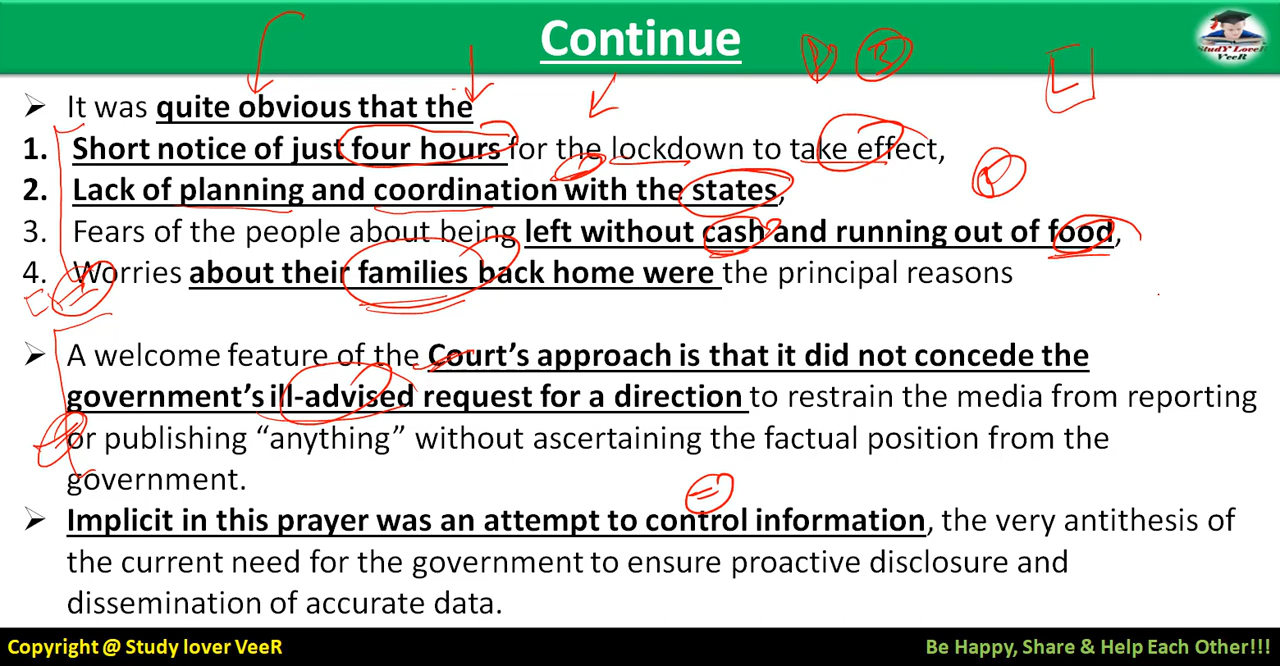 Continue
StudY LoveR
VeeR
➢ It was quite obvious that the
1. Short notice of just four hours for the lockdown to take effect,
2. Lack of planning and coordination with the states,
3. Fears of the people about being left without cash and running out of food,
4. Worries about their families back home were the principal reasons
➢ A welcome feature of the Court’s approach is that it did not concede the
government’s ill-advised request for a direction to restrain the media from reporting
or publishing “anything” without ascertaining the factual position from the
government.
➢ Implicit in this prayer was an attempt to control information, the very antithesis of
the current need for the government to ensure proactive disclosure and
dissemination of accurate data.
Copyright @ Study lover VeeR
Be Happy, Share & Help Each Other!!!